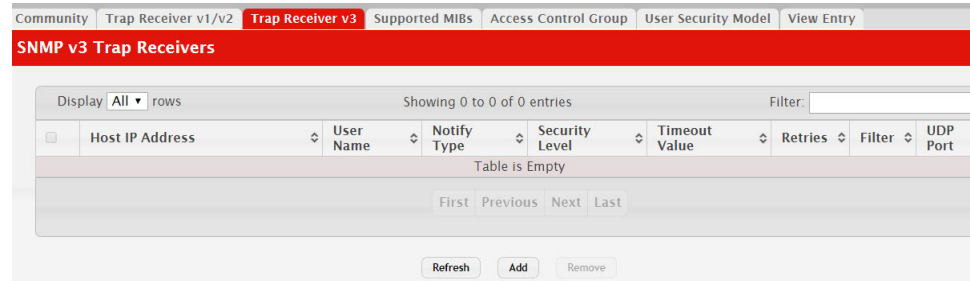 Community Trap Receiver v1/v2 Trap Receiver v3 Supported MIBs Access Control Group User Security Model View Entry
SNMP v3 Trap Receivers
Display All rows Showing 0 to 0 of 0 entries Filter:
Host IP Address User Name Notify Type Security Level Timeout Value Retries Filter UDP Port
Table is Empty
First Previous Next Last
Refresh Add Remove